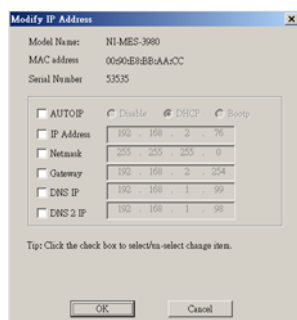 Modify IP Address
Model Name: NI-MES-3980
MAC address 00:90:E8:BB:AA:CC
Serial Number 53535
AUTOIP Disable DHCP Bootp
IP Address 192 . 168 . 2 . 76
Netmask 255 . 255 . 255 . 0
Gateway 192 . 168 . 2 . 254
DNS IP 192 . 168 . 1 . 99
DNS 2 IP 192 . 168 . 1 . 98
Tip: Click the check box to select/un-select change item.
OK Cancel